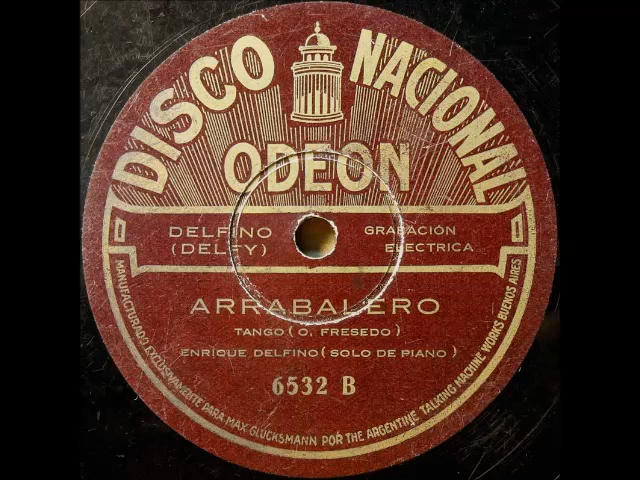 DISCO NACIONAL
ODEON
DELFINO
(DELFY)
GRABACIÓN
ELECTRICA
ARRABALERO
TANGO (O. FRESEDO)
ENRIQUE DELFINO (SOLO DE PIANO)
6532 B
MANUFACTURADO EXCLUSIVAMENTE PARA MAX GLÜCKSMANN POR THE ARGENTINE TALKING MACHINE WORKS BUENOS AIRES